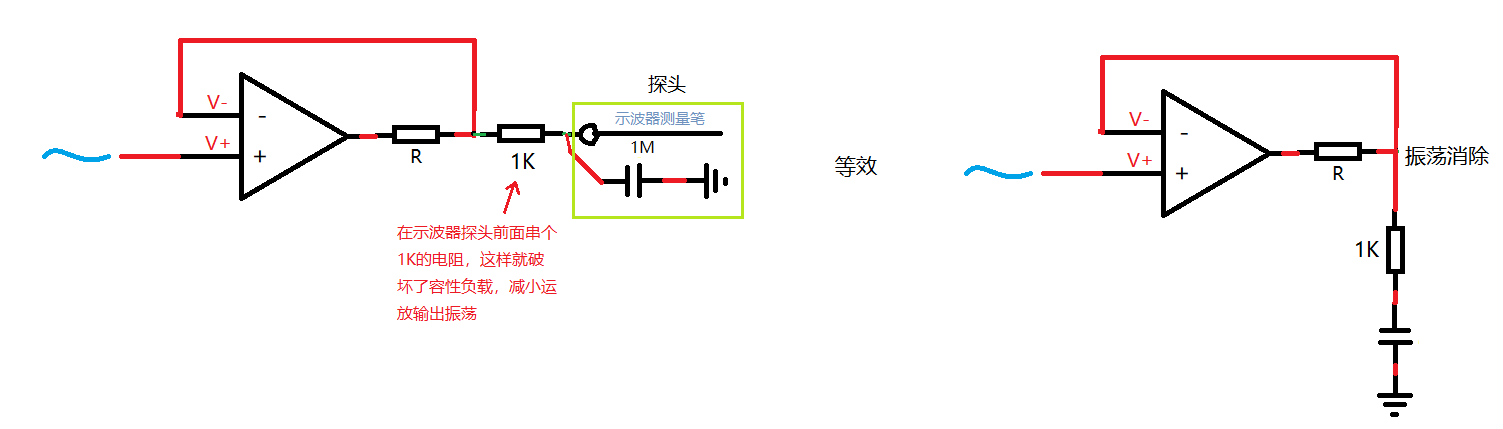 探头
V-
-
示波器测量笔
V+
+
R
1K
1M
在示波器探头前面串个
1K的电阻，这样就破
坏了容性负载，减小运
放输出振荡
等效
V-
-
V+
+
R
振荡消除
1K